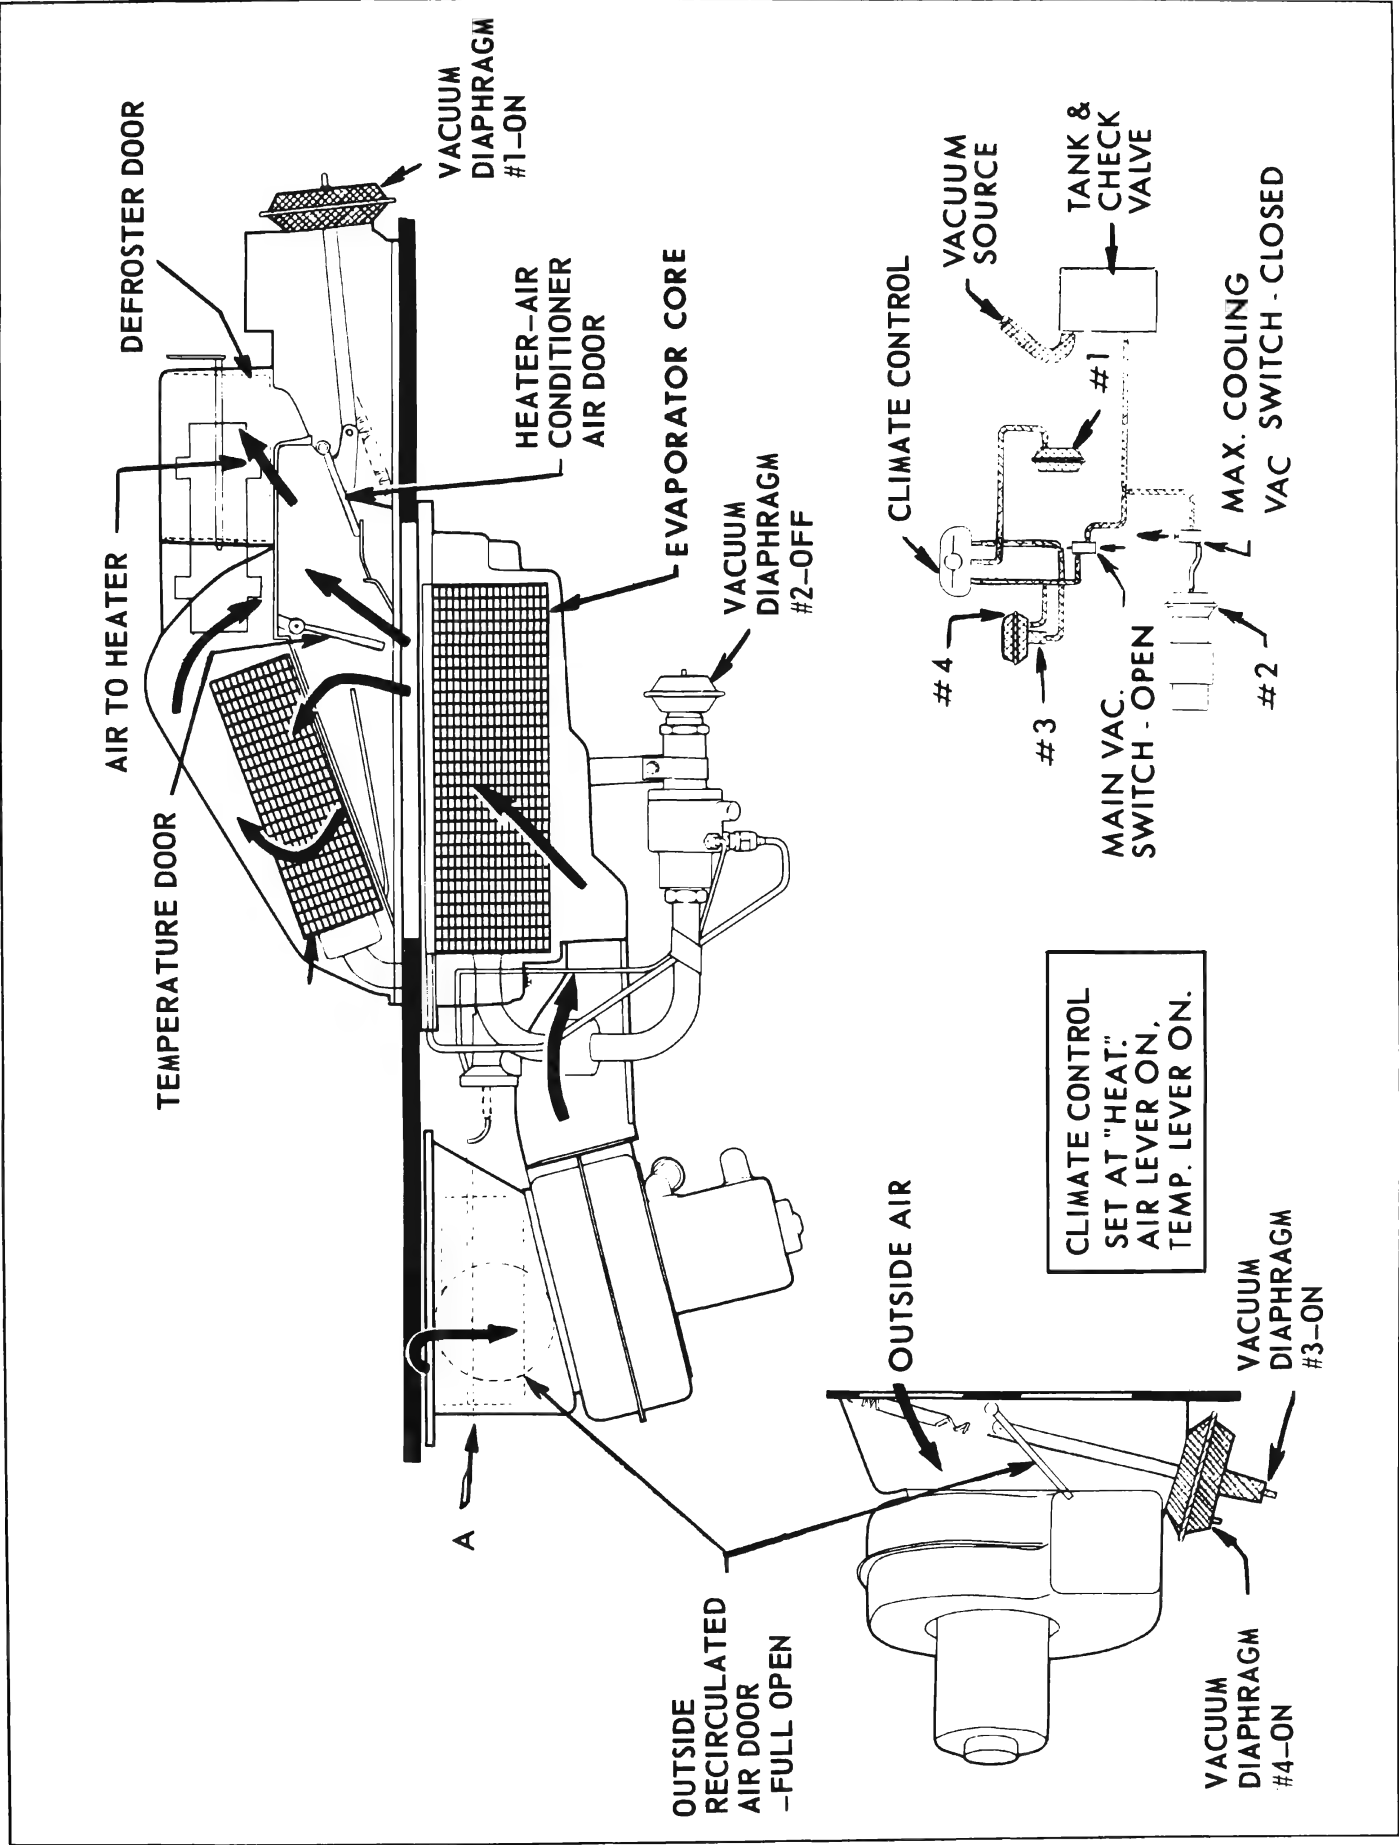 AIR TO HEATER
DEFROSTER DOOR
TEMPERATURE DOOR
VACUUM
DIAPHRAGM
#1-ON
HEATER-AIR
CONDITIONER
AIR DOOR
EVAPORATOR CORE
VACUUM
DIAPHRAGM
#2-OFF
A
OUTSIDE
RECIRCULATED
AIR DOOR
-FULL OPEN
OUTSIDE AIR
VACUUM
DIAPHRAGM
#4-ON
VACUUM
DIAPHRAGM
#3-ON
CLIMATE CONTROL
SET AT "HEAT".
AIR LEVER ON,
TEMP. LEVER ON.
CLIMATE CONTROL
VACUUM
SOURCE
TANK &
CHECK
VALVE
#4
#3
#1
MAIN VAC.
SWITCH - OPEN
#2
MAX. COOLING
VAC SWITCH - CLOSED